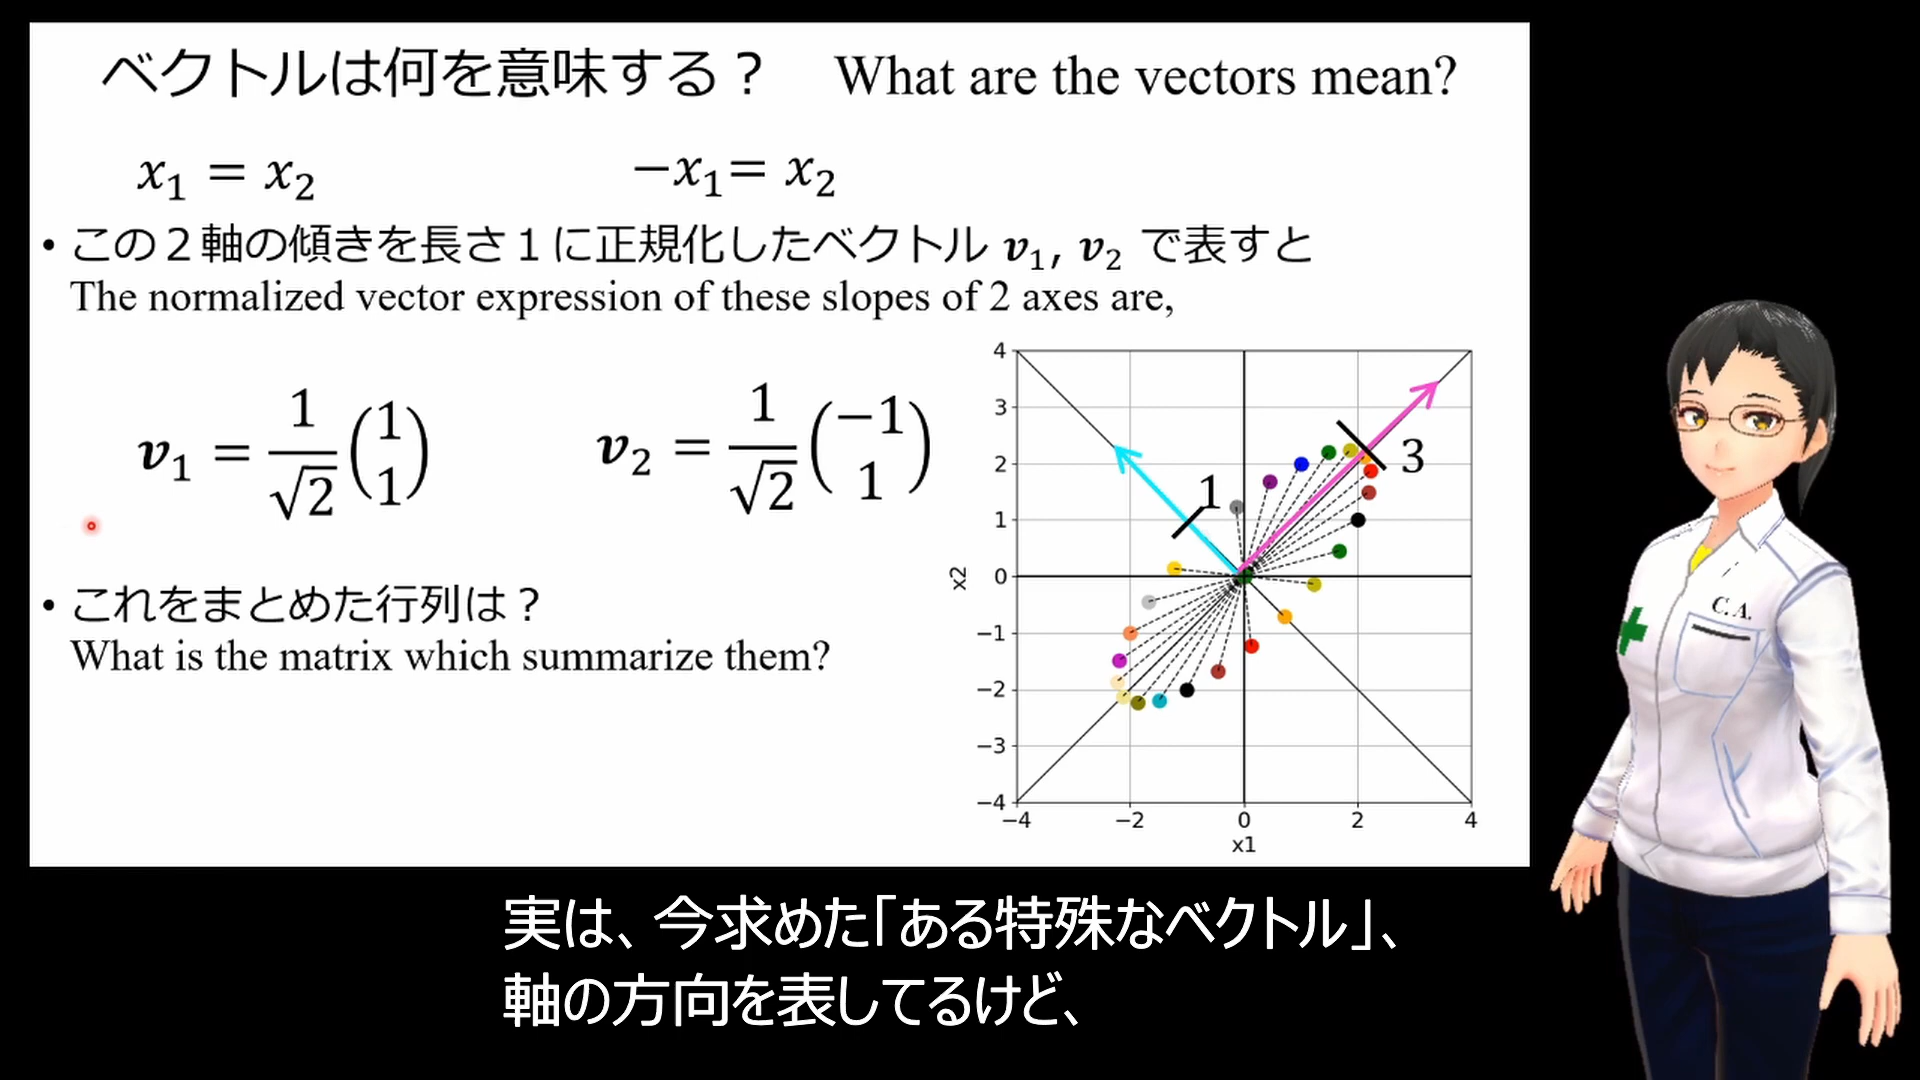 ベクトルは何を意味する？ What are the vectors mean?
x₁ = x₂ −x₁= x₂
• この２軸の傾きを長さ１に正規化したベクトル v₁, v₂ で表すと
The normalized vector expression of these slopes of 2 axes are,
v₁ = 1/√2 (1 1) v₂ = 1/√2 (−1 1)
• これをまとめた行列は？
What is the matrix which summarize them?
4
3
2
1
0
−1
−2
−3
−4
x2
1
3
−4 −2 0 2 4
x1
C.A.
実は、今求めた「ある特殊なベクトル」、
軸の方向を表してるけど、